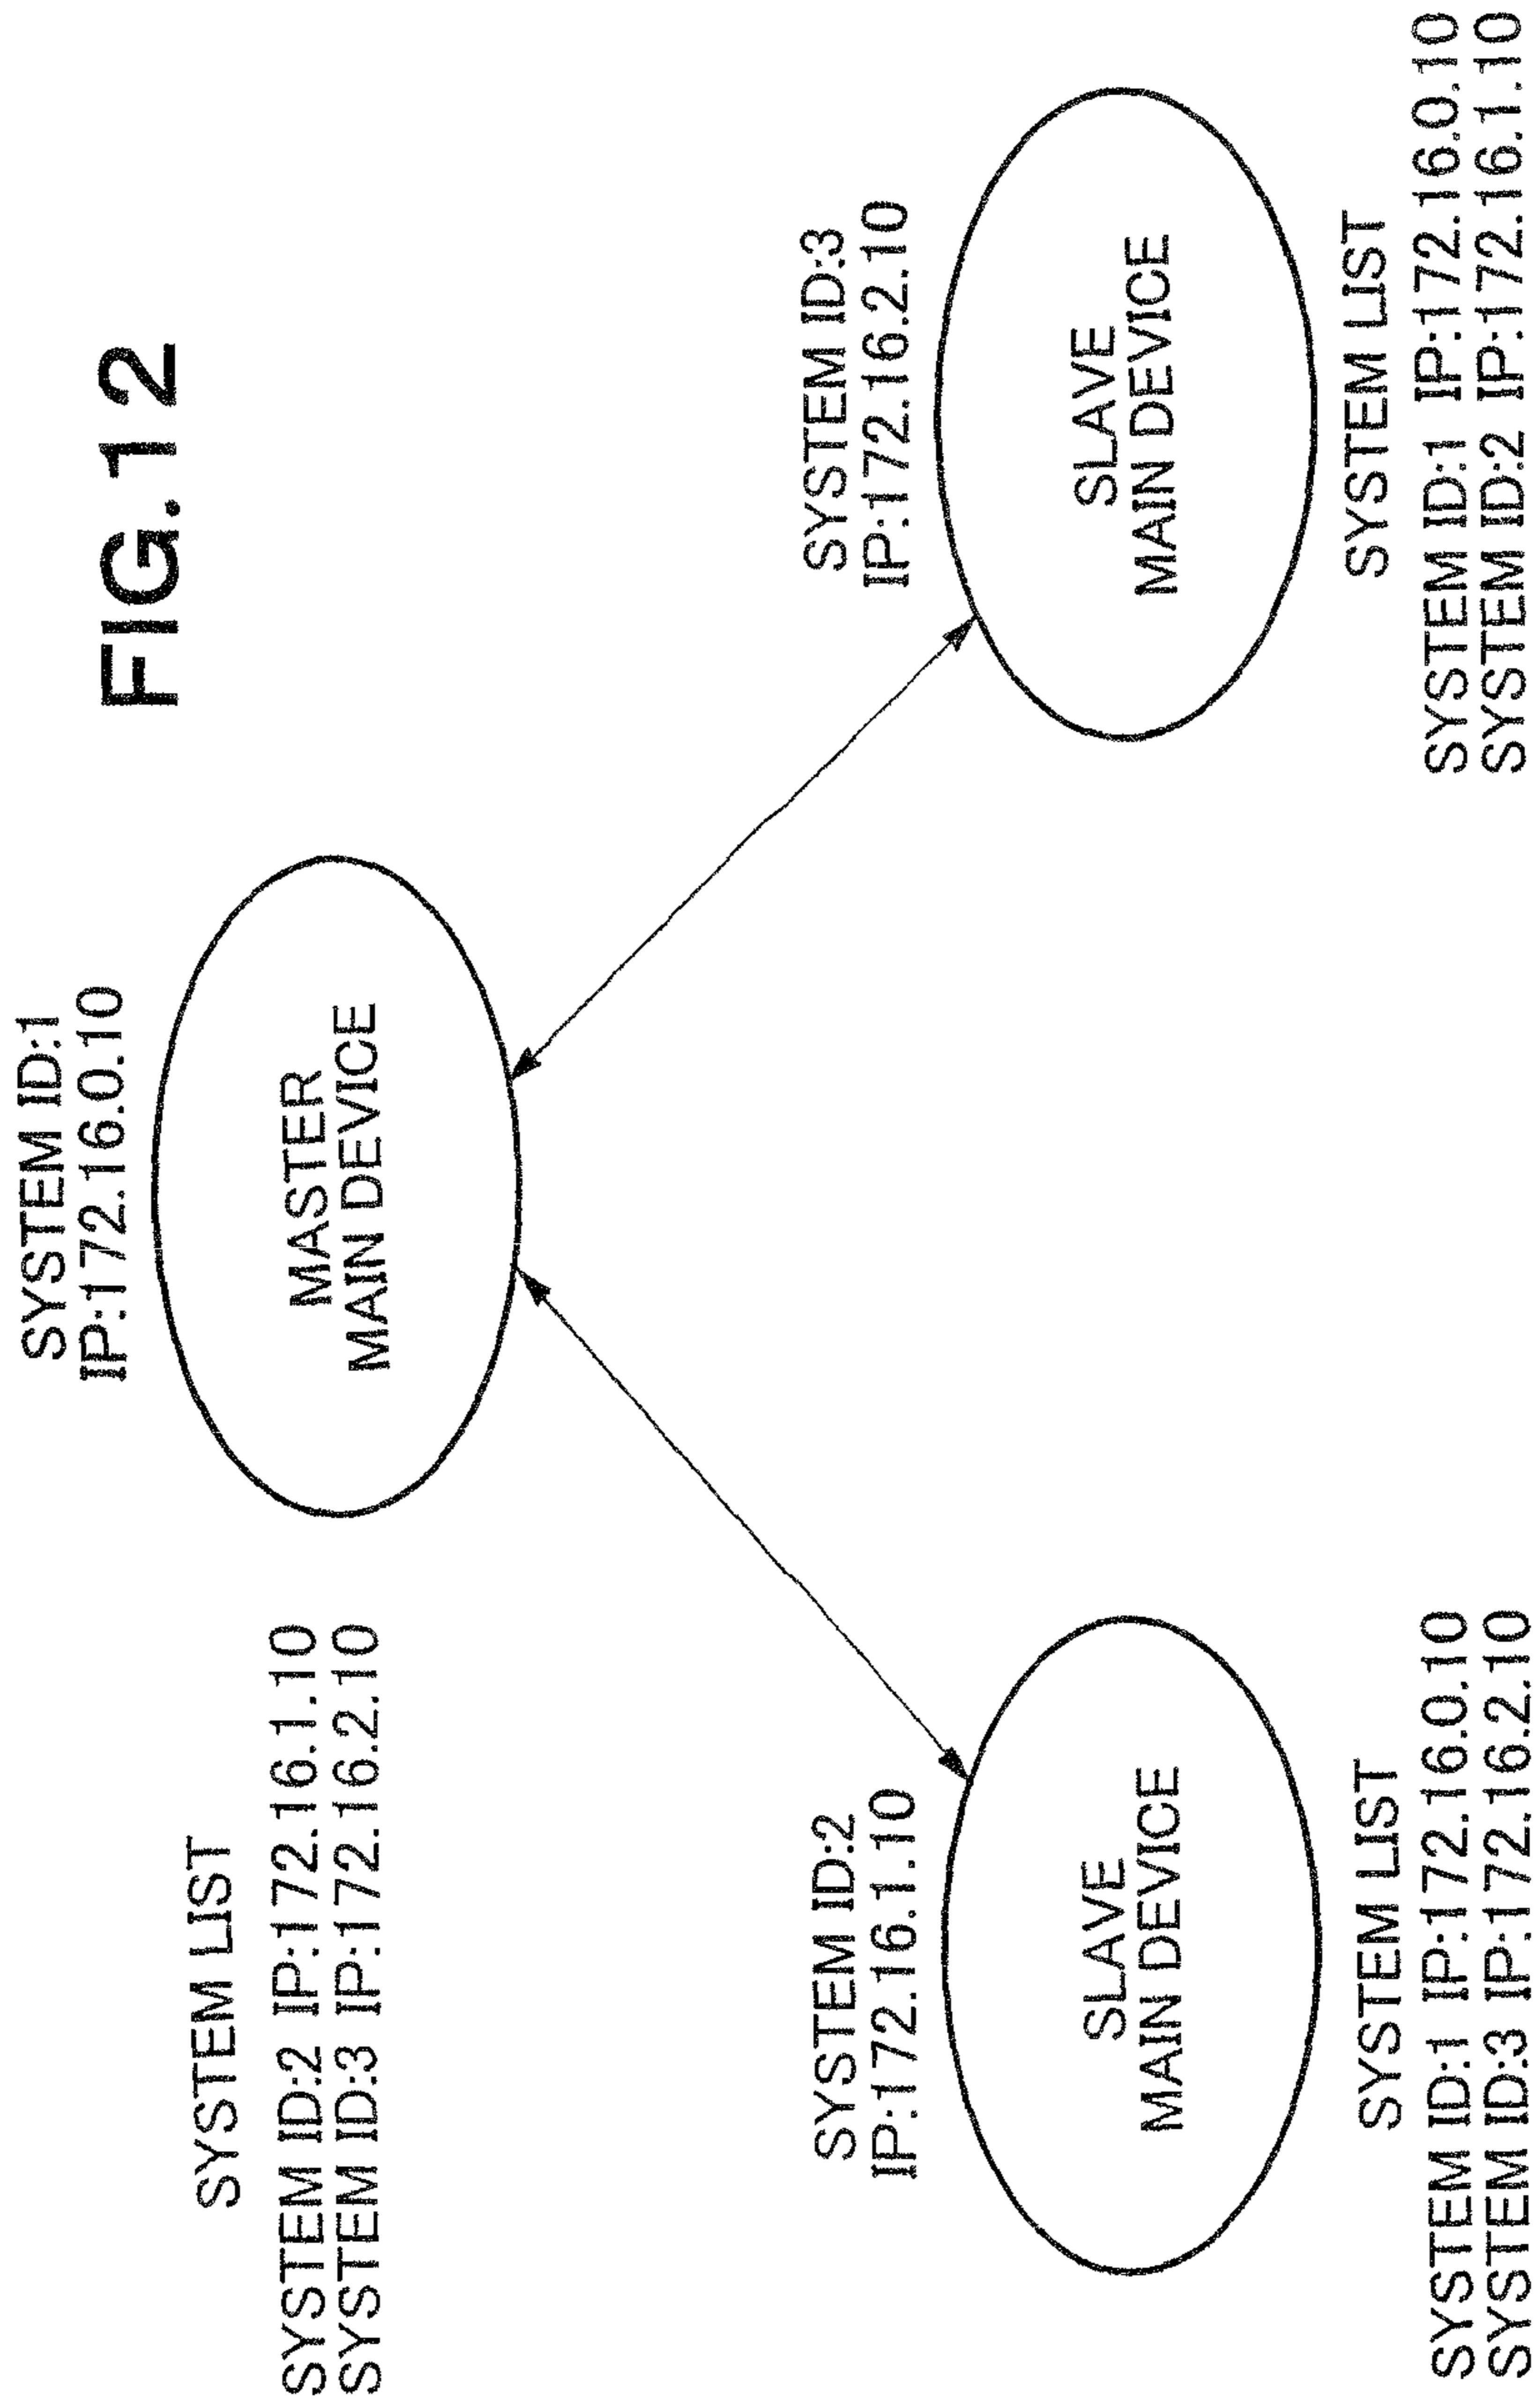 FIG.12
SYSTEM ID:1
IP:172.16.0.10
MASTER
MAIN DEVICE
SYSTEM LIST
SYSTEM ID:2 IP:172.16.1.10
SYSTEM ID:3 IP:172.16.2.10
SYSTEM ID:2
IP:172.16.1.10
SLAVE
MAIN DEVICE
SYSTEM LIST
SYSTEM ID:1 IP:172.16.0.10
SYSTEM ID:3 IP:172.16.2.10
SYSTEM ID:3
IP:172.16.2.10
SLAVE
MAIN DEVICE
SYSTEM LIST
SYSTEM ID:1 IP:172.16.0.10
SYSTEM ID:2 IP:172.16.1.10